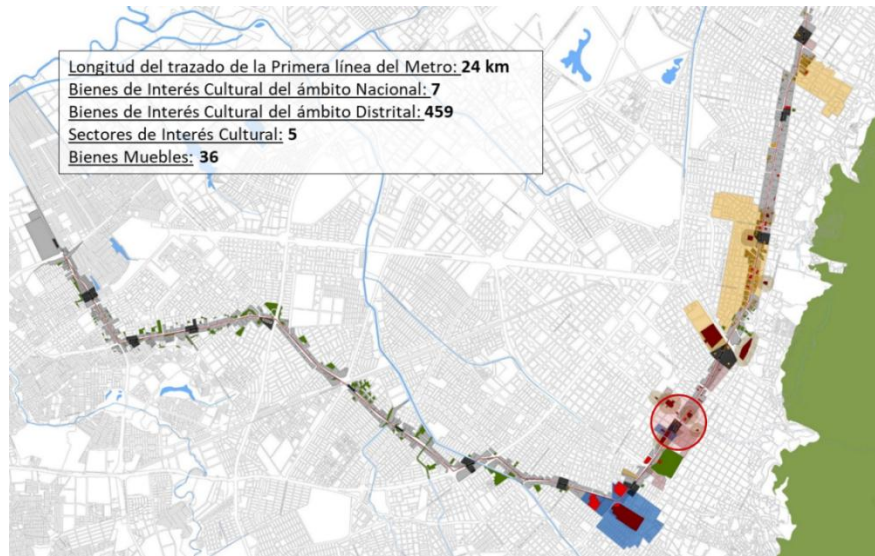 Longitud del trazado de la Primera línea del Metro: 24 km
Bienes de Interés Cultural del ámbito Nacional: 7
Bienes de Interés Cultural del ámbito Distrital: 459
Sectores de Interés Cultural: 5
Bienes Muebles: 36